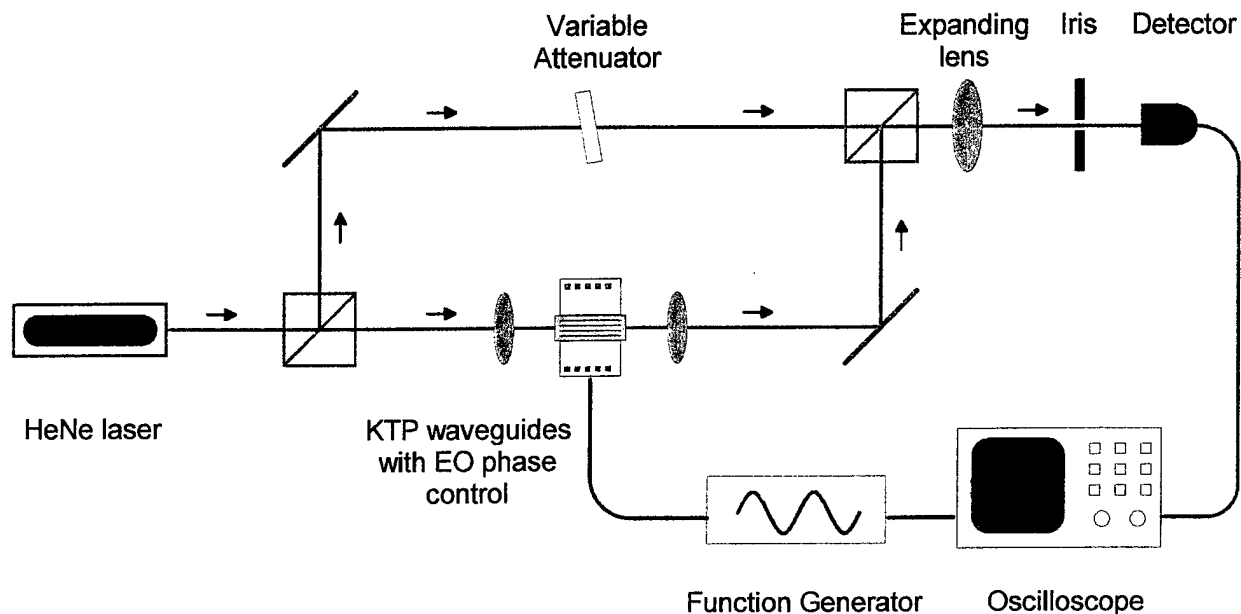 Variable
Attenuator
Expanding
lens
Iris
Detector
HeNe laser
KTP waveguides
with EO phase
control
Function Generator
Oscilloscope